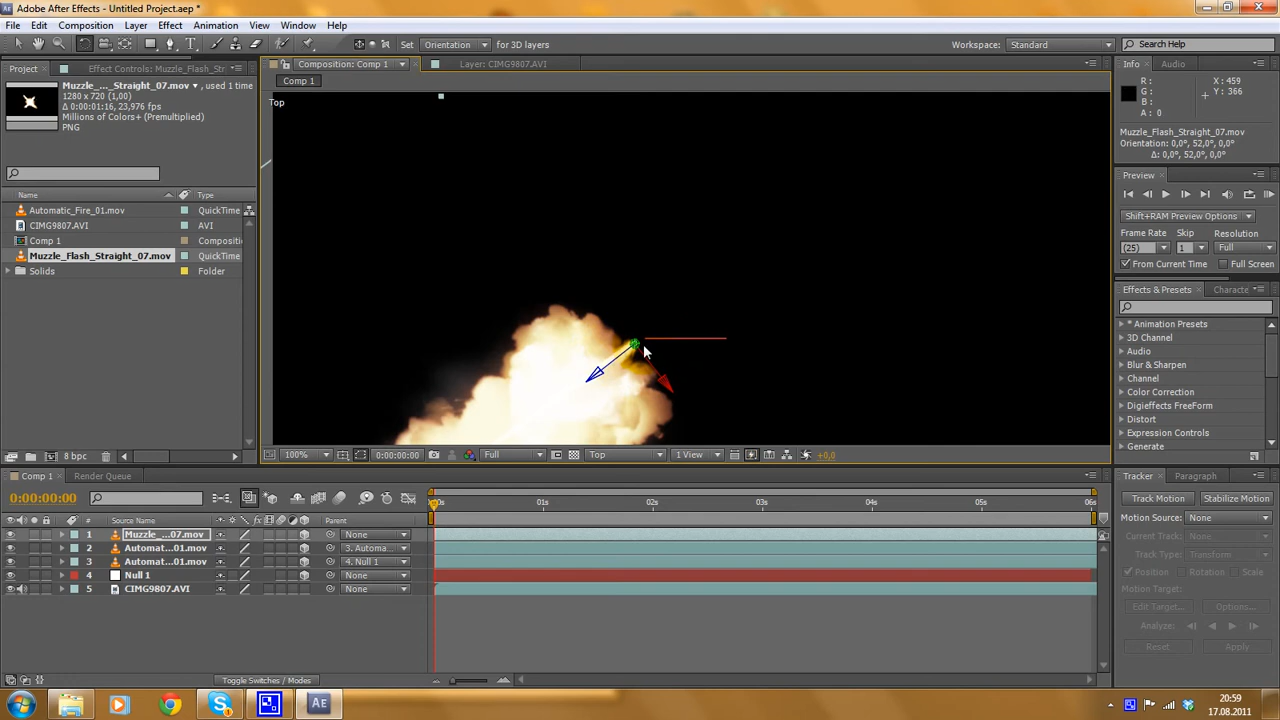 Adobe After Effects - Untitled Project.aep *
File Edit Composition Layer Effect Animation View Window Help
Set Orientation for 3D layers
Workspace: Standard
Search Help
Project Effect Controls: Muzzle_Flash_Str
Muzzle_..._Straight_07.mov , used 1 time
1280 x 720 (1,00)
Δ 0:00:01:16, 23,976 fps
Millions of Colors+ (Premultiplied)
PNG
Name Type
Automatic_Fire_01.mov QuickTime
CIMG9807.AVI AVI
Comp 1 Compositi
Muzzle_Flash_Straight_07.mov QuickTime
Solids Folder
8 bpc
Composition: Comp 1
Layer: CIMG9807.AVI
Comp 1
Top
100%
0:00:00:00
Full
Top
1 View
+0,0
Info Audio
R :
G :
B :
A : 0
X : 459
Y : 366
Muzzle_Flash_Straight_07.mov
Orientation: 0,0°, 52,0°, 0,0°
Δ: 0,0°, 52,0°, 0,0°
Preview
Shift+RAM Preview Options
Frame Rate Skip Resolution
(25) 1 Full
From Current Time Full Screen
Effects & Presets Characte
* Animation Presets
3D Channel
Audio
Blur & Sharpen
Channel
Color Correction
Digieffects FreeForm
Distort
Expression Controls
Generate
Comp 1 Render Queue
0:00:00:00
# Source Name Parent
1 Muzzle_...07.mov None
2 Automat...01.mov 3. Automa...
3 Automat...01.mov 4. Null 1
4 Null 1 None
5 CIMG9807.AVI None
01s 02s 03s 04s 05s 06s
Toggle Switches / Modes
Tracker Paragraph
Track Motion Stabilize Motion
Motion Source: None
Current Track: None
Track Type: Transform
Position Rotation Scale
Motion Target:
Edit Target... Options...
Analyze:
Reset Apply
20:59
17.08.2011